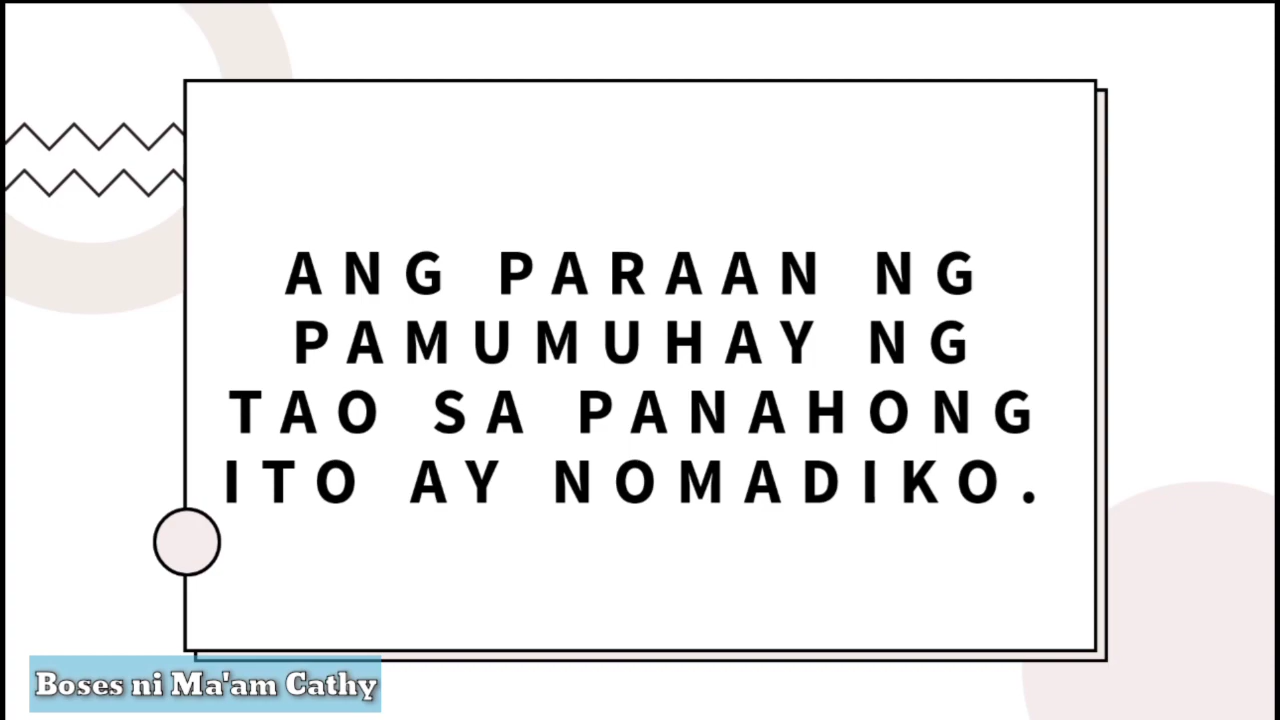 ANG PARAAN NG
PAMUMUHAY NG
TAO SA PANAHONG
ITO AY NOMADIKO.
Boses ni Ma'am Cathy